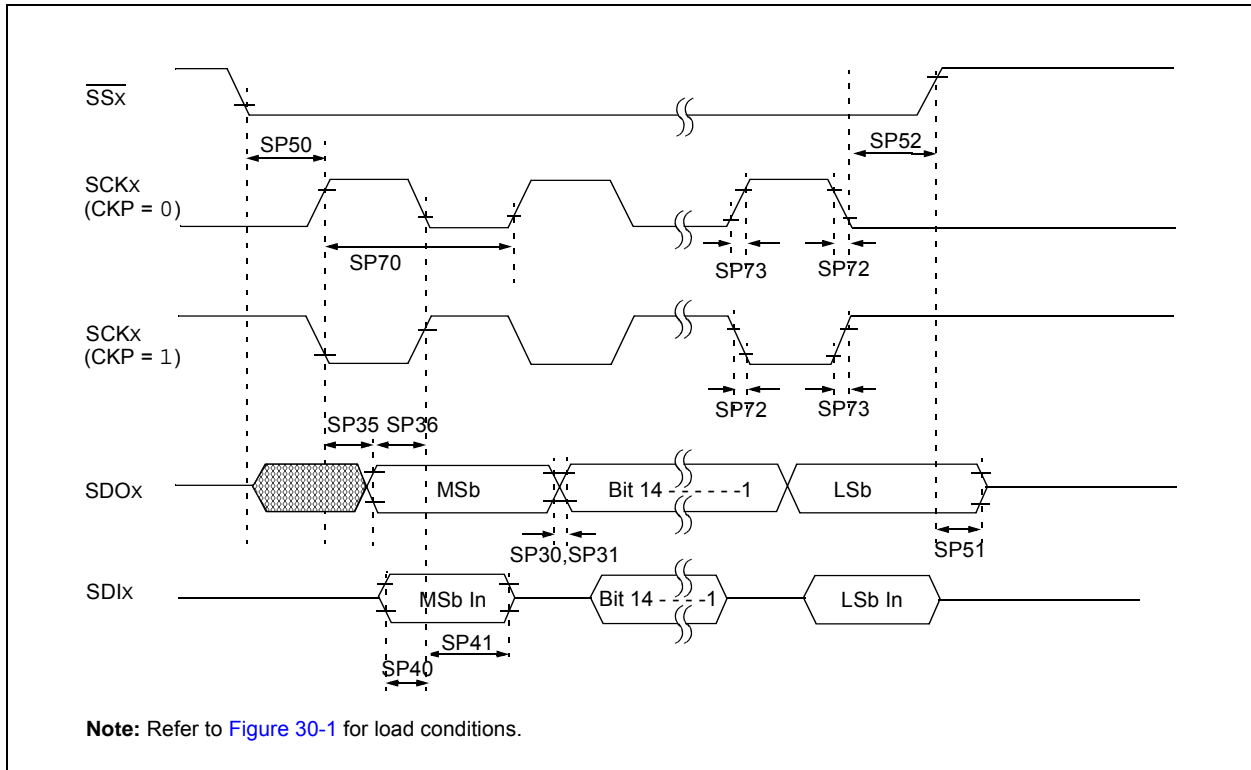 SSx
SP50
SP52
SCKx
(CKP = 0)
SP70
SP73
SP72
SCKx
(CKP = 1)
SP72
SP73
SP35
SP36
SDOx
MSb
Bit 14 - - - - - -1
LSb
SP30,SP31
SP51
SDIx
MSb In
Bit 14 - - - -1
LSb In
SP41
SP40
Note: Refer to Figure 30-1 for load conditions.